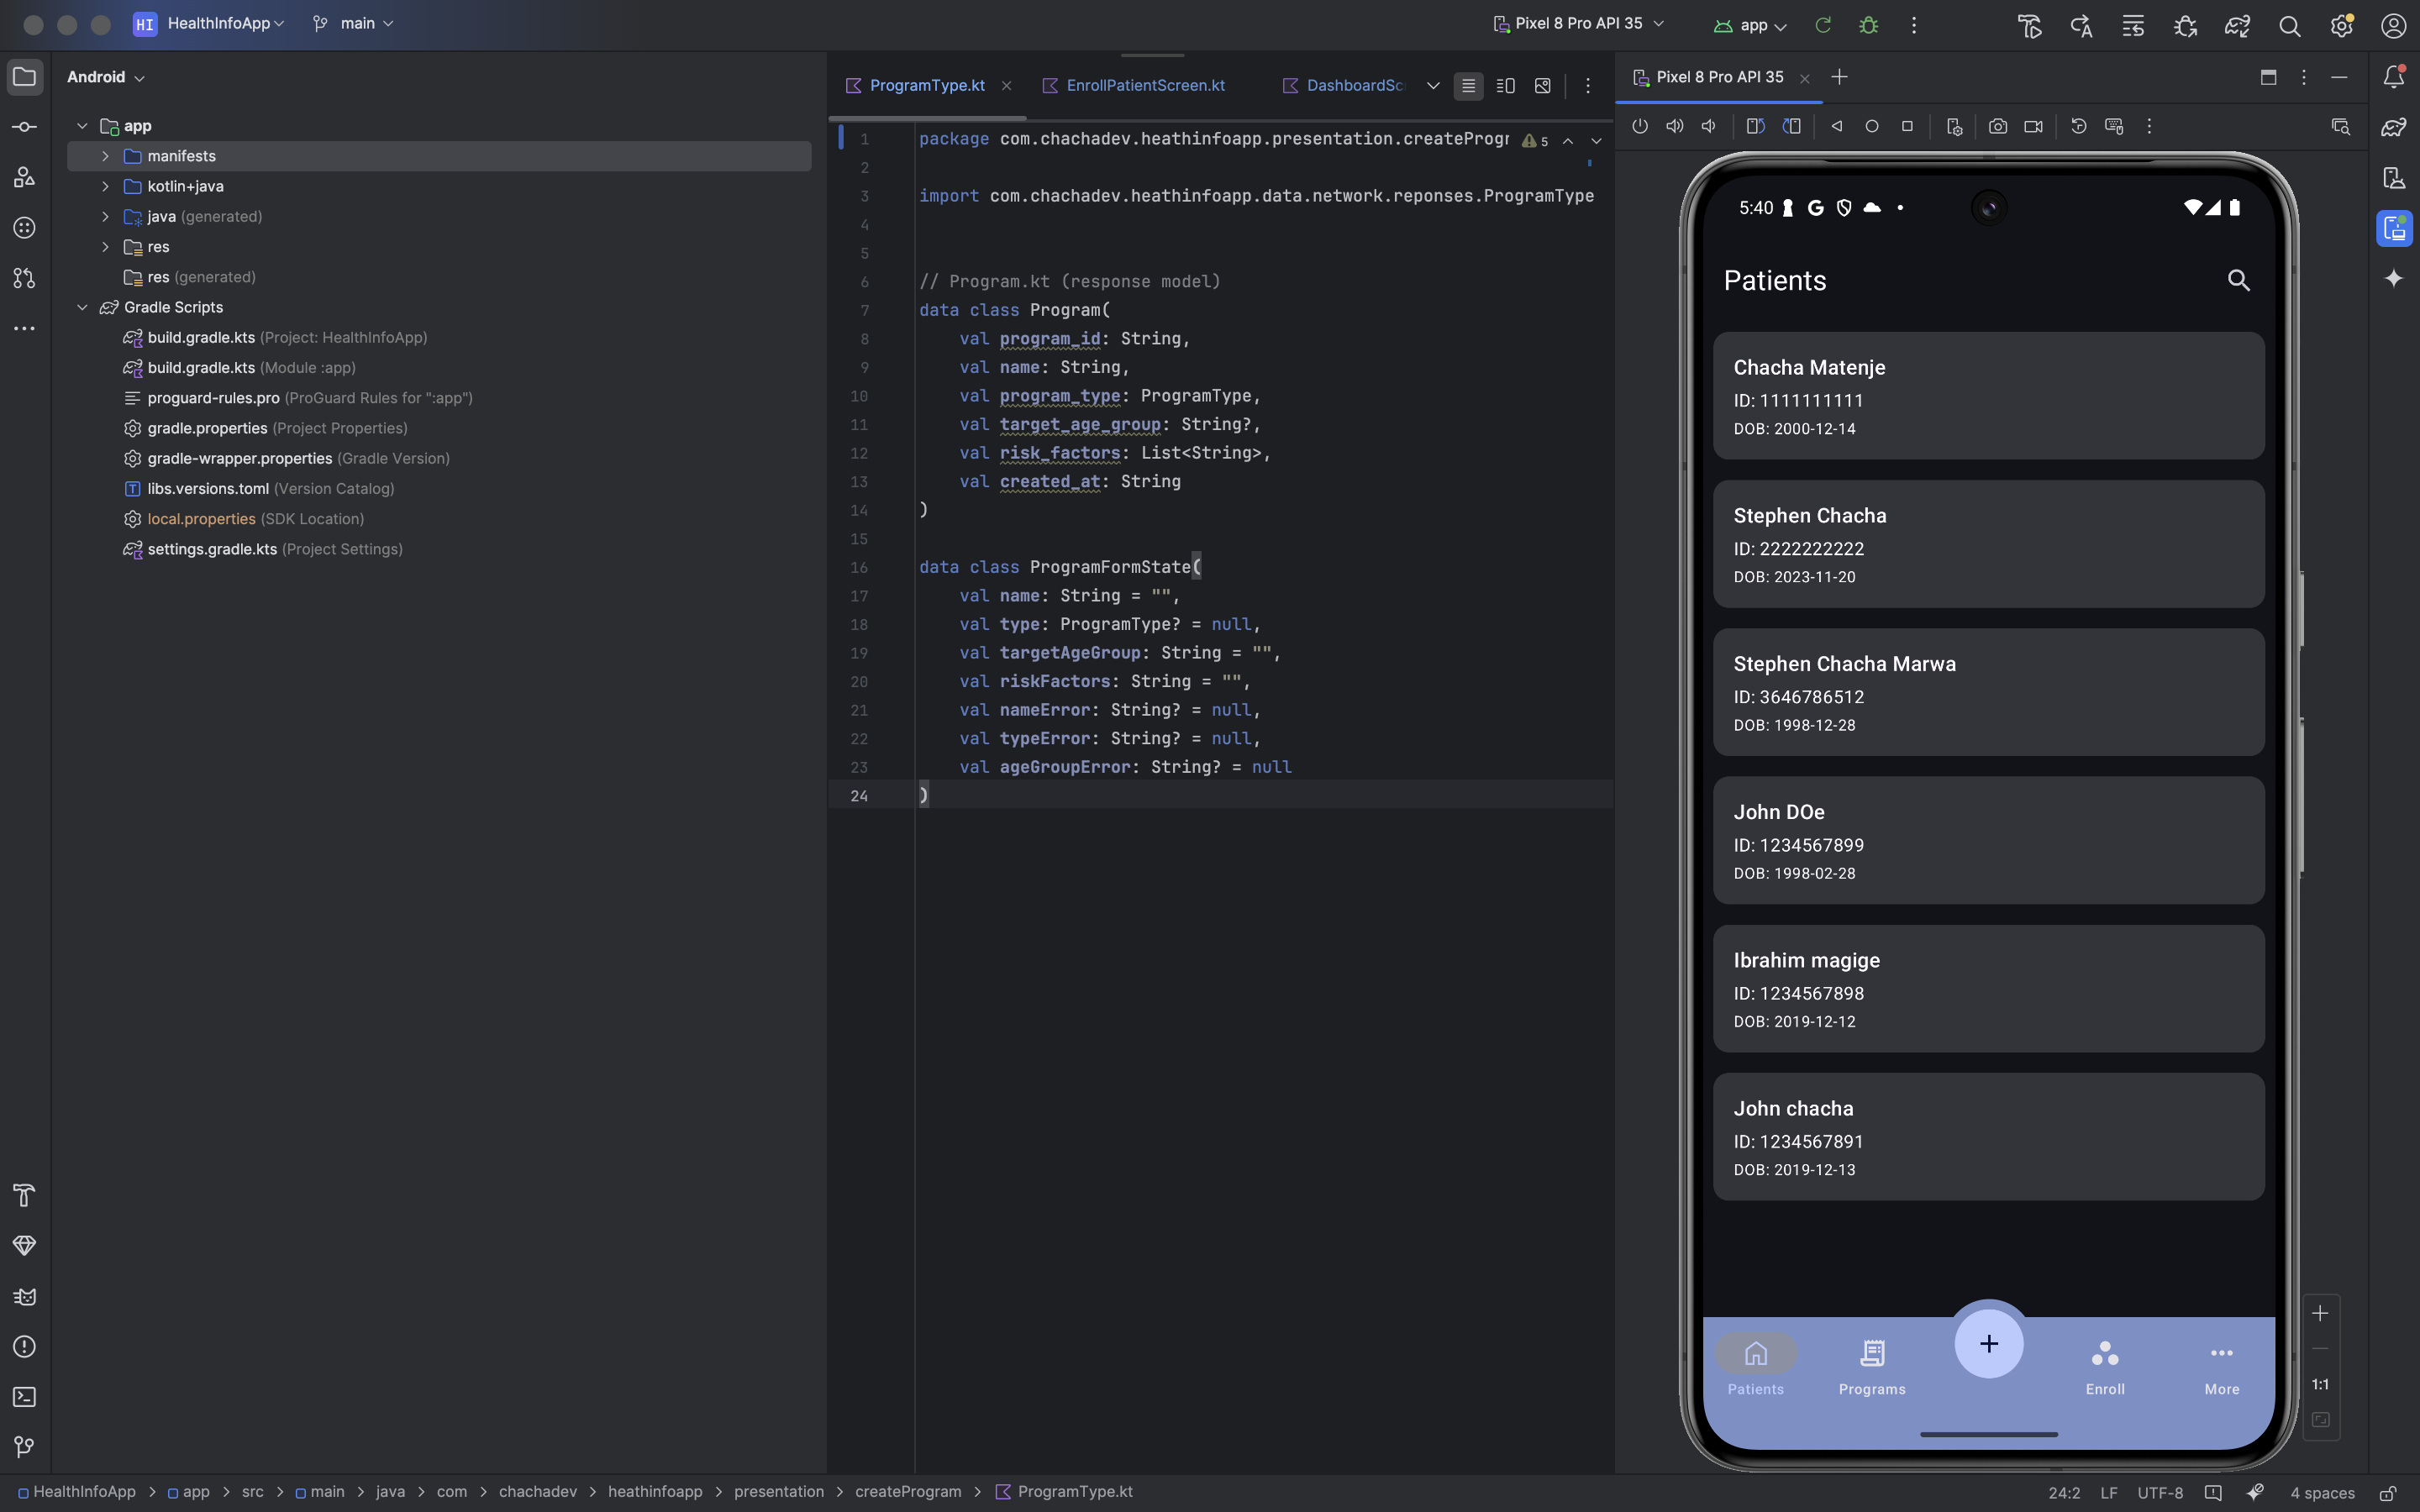 HI HealthInfoApp main Pixel 8 Pro API 35 app
Android
app
manifests
kotlin+java
java (generated)
res
res (generated)
Gradle Scripts
build.gradle.kts (Project: HealthInfoApp)
build.gradle.kts (Module :app)
proguard-rules.pro (ProGuard Rules for ":app")
gradle.properties (Project Properties)
gradle-wrapper.properties (Gradle Version)
T libs.versions.toml (Version Catalog)
local.properties (SDK Location)
settings.gradle.kts (Project Settings)
ProgramType.kt EnrollPatientScreen.kt DashboardSc
5
1 package com.chachadev.heathinfoapp.presentation.createProgr
2
3 import com.chachadev.heathinfoapp.data.network.reponses.ProgramType
4
5
6 // Program.kt (response model)
7 data class Program(
8 val program_id: String,
9 val name: String,
10 val program_type: ProgramType,
11 val target_age_group: String?,
12 val risk_factors: List<String>,
13 val created_at: String
14 )
15
16 data class ProgramFormState(
17 val name: String = "",
18 val type: ProgramType? = null,
19 val targetAgeGroup: String = "",
20 val riskFactors: String = "",
21 val nameError: String? = null,
22 val typeError: String? = null,
23 val ageGroupError: String? = null
24 )
Pixel 8 Pro API 35
5:40 G
Patients
Chacha Matenje
ID: 1111111111
DOB: 2000-12-14
Stephen Chacha
ID: 2222222222
DOB: 2023-11-20
Stephen Chacha Marwa
ID: 3646786512
DOB: 1998-12-28
John DOe
ID: 1234567899
DOB: 1998-02-28
Ibrahim magige
ID: 1234567898
DOB: 2019-12-12
John chacha
ID: 1234567891
DOB: 2019-12-13
Patients Programs Enroll More
1:1
HealthInfoApp app src main java com chachadev heathinfoapp presentation createProgram ProgramType.kt
24:2 LF UTF-8 4 spaces